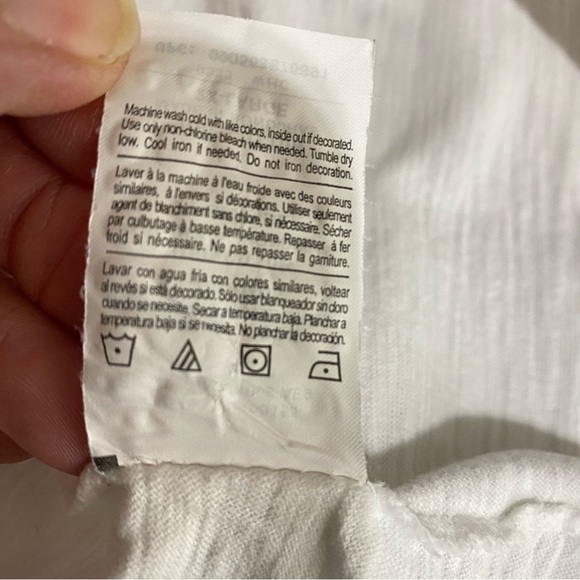 Machine wash cold with like colors, inside out if decorated.
Use only non-chlorine bleach when needed. Tumble dry
low. Cool iron if needed. Do not iron decoration.
Laver à la machine à l'eau froide avec des couleurs
similaires, à l'envers si décorations. Utiliser seulement
agent de blanchiment sans chlore, si nécessaire. Sécher
par culbutage à basse température. Repasser à fer
froid si nécessaire. Ne pas repasser la garniture.
Lavar con agua fria con colores similares, voltear
al revés si está decorado. Sólo usar blanqueador sin cloro
cuando se necesite. Secar a temperatura baja. Planchar a
temperatura baja si se necesita. No planchar la decoración.